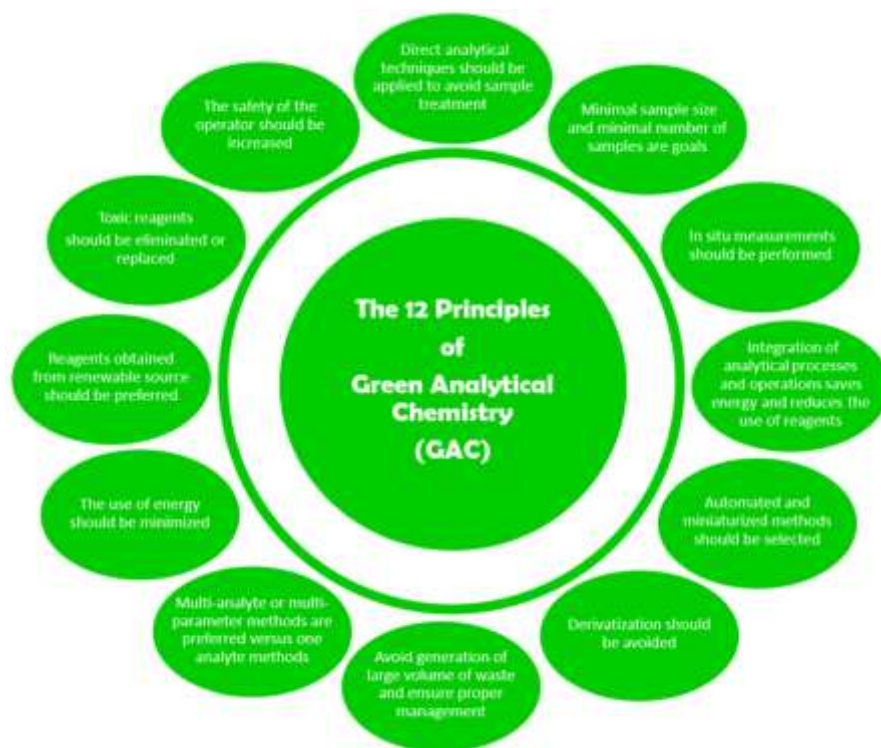 The 12 Principles
of
Green Analytical
Chemistry
(GAC)
Direct analytical
techniques should be
applied to avoid sample
treatment
Minimal sample size
and minimal number of
samples are goals
In situ measurements
should be performed
Integration of
analytical processes
and operations saves
energy and reduces the
use of reagents
Automated and
miniaturized methods
should be selected
Derivatization should
be avoided
Avoid generation of
large volume of waste
and ensure proper
management
Multi-analyte or multi-
parameter methods are
preferred versus one
analyte methods
The use of energy
should be minimized
Reagents obtained
from renewable source
should be preferred
Toxic reagents
should be eliminated or
replaced
The safety of the
operator should be
increased